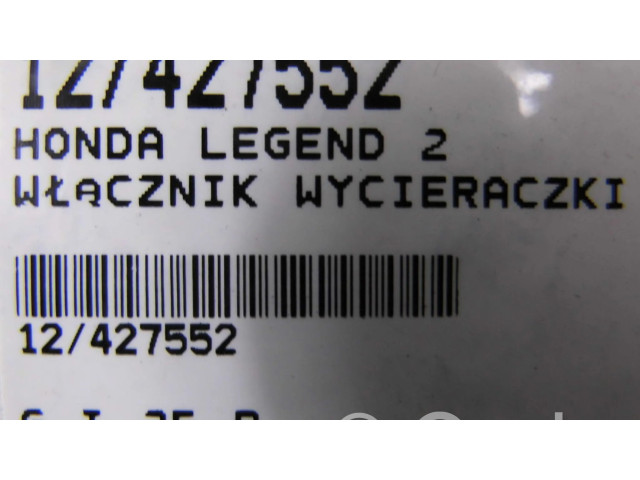 12/427552
HONDA LEGEND 2
WŁĄCZNIK WYCIERACZKI
12/427552